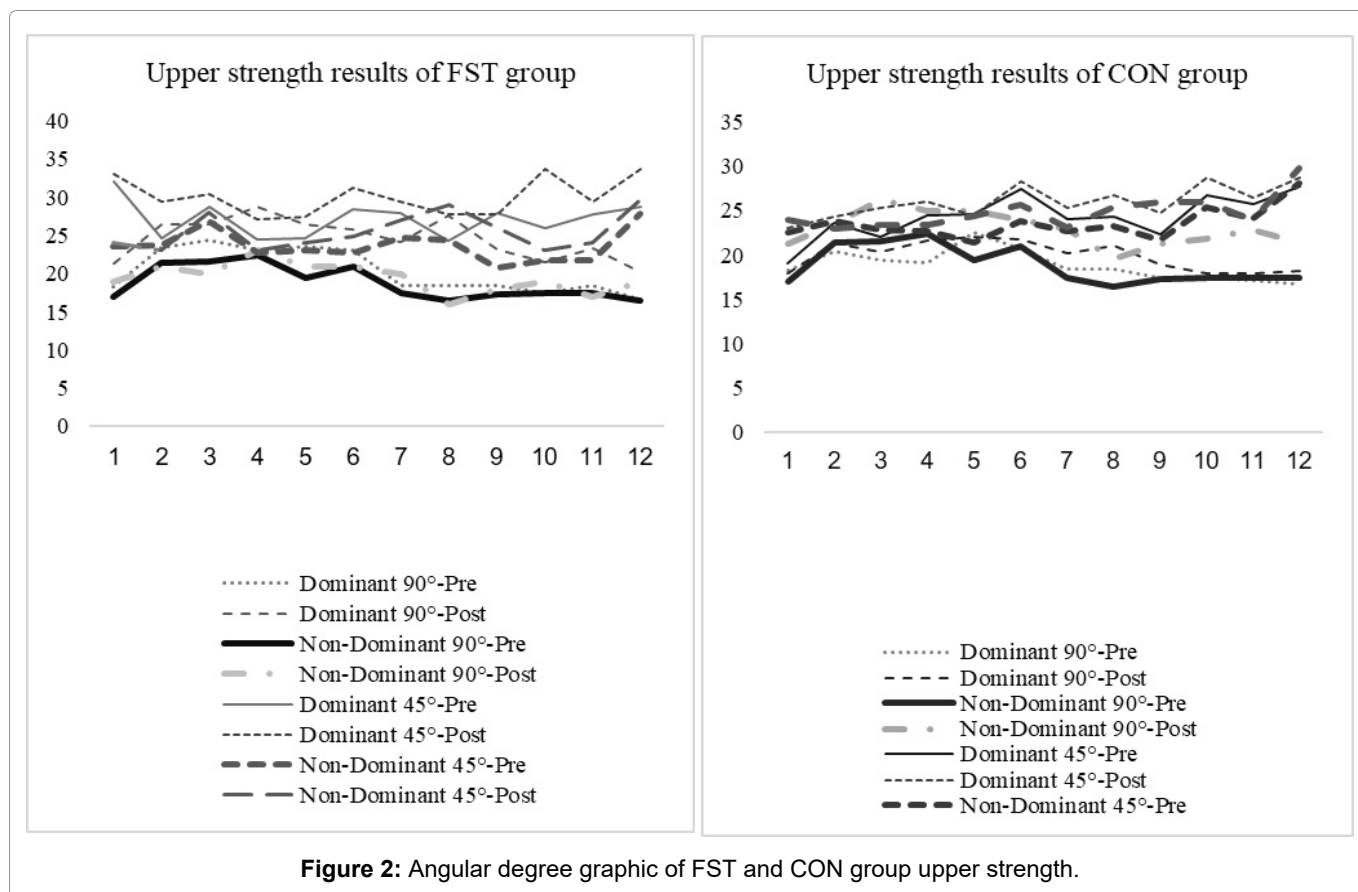 Upper strength results of FST group
40
35
30
25
20
15
10
5
0
1 2 3 4 5 6 7 8 9 10 11 12
Dominant 90°-Pre
Dominant 90°-Post
Non-Dominant 90°-Pre
Non-Dominant 90°-Post
Dominant 45°-Pre
Dominant 45°-Post
Non-Dominant 45°-Pre
Non-Dominant 45°-Post
Upper strength results of CON group
35
30
25
20
15
10
5
0
1 2 3 4 5 6 7 8 9 10 11 12
Dominant 90°-Pre
Dominant 90°-Post
Non-Dominant 90°-Pre
Non-Dominant 90°-Post
Dominant 45°-Pre
Dominant 45°-Post
Non-Dominant 45°-Pre
Figure 2: Angular degree graphic of FST and CON group upper strength.